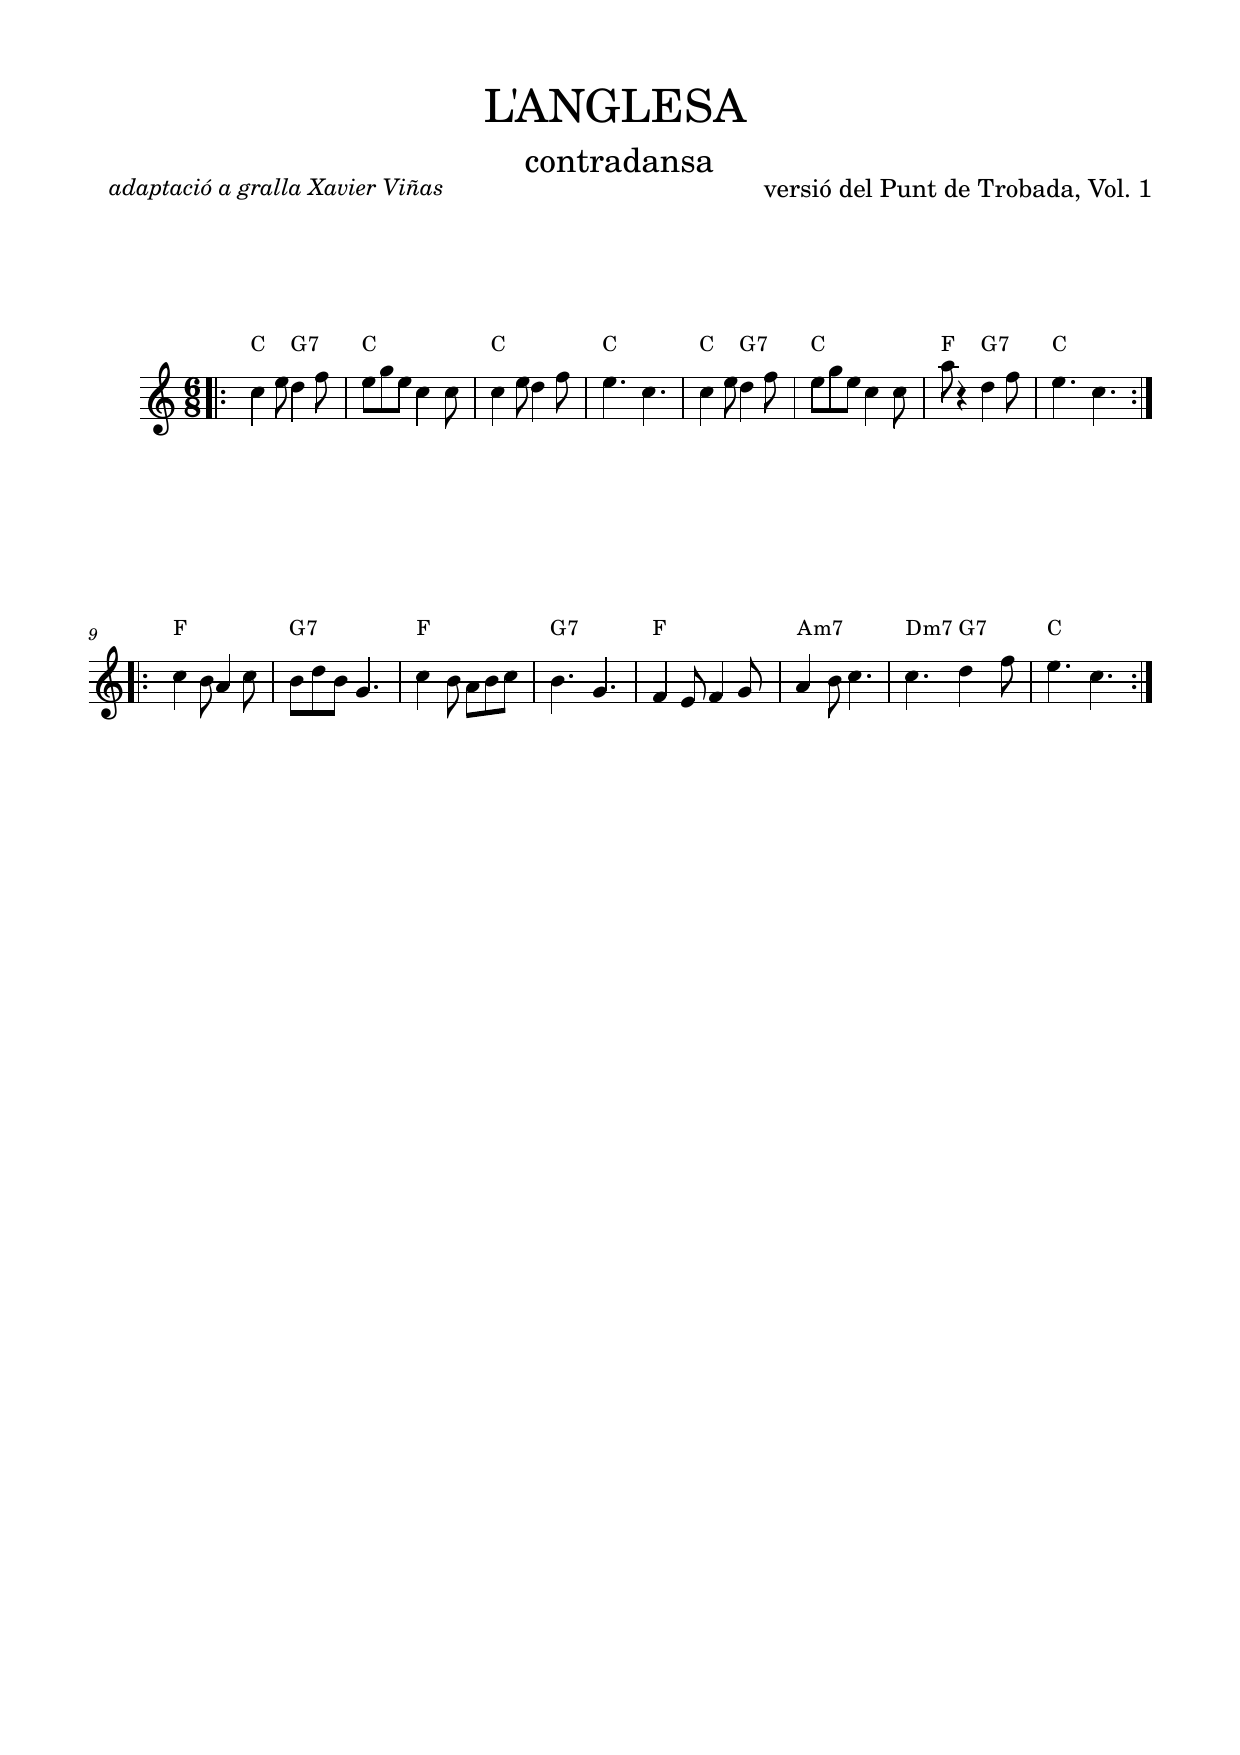 L'ANGLESA
contradansa
adaptació a gralla Xavier Viñas
versió del Punt de Trobada, Vol. 1
C G7 C C C C G7 C F G7 C
6
8
9
F G7 F G7 F Am7 Dm7 G7 C